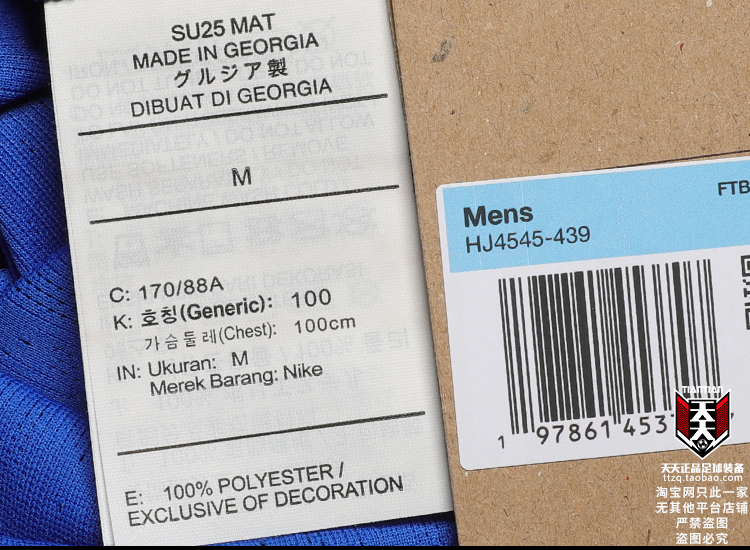 SU25 MAT
MADE IN GEORGIA
グルジア製
DIBUAT DI GEORGIA
M
C: 170/88A
K: 호칭(Generic): 100
가슴둘레(Chest): 100cm
IN: Ukuran: M
Merek Barang: Nike
E: 100% POLYESTER /
EXCLUSIVE OF DECORATION
FTB
Mens
HJ4545-439
1 97861 453
TIANTIAN
天天
天天正品足球装备
ttzq.taobao.com
淘宝网只此一家
无其他平台店铺
严禁盗图
盗图必究